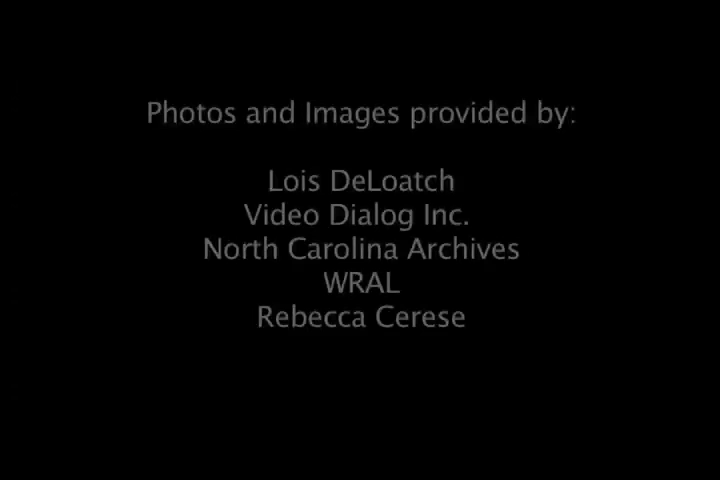 Photos and Images provided by:
Lois DeLoatch
Video Dialog Inc.
North Carolina Archives
WRAL
Rebecca Cerese